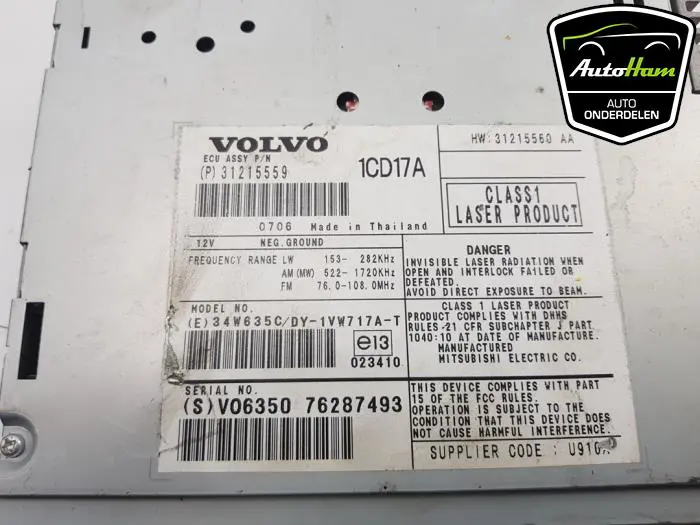 AutoHam
AUTO
ONDERDELEN
VOLVO
ECU ASSY P/N
(P) 31215559
1CD17A
HW: 31215560 AA
CLASS1
LASER PRODUCT
0706 Made in Thailand
12V NEG. GROUND
FREQUENCY RANGE LW 153- 282KHz
AM (MW) 522-1720KHz
FM 76.0-108.0MHz
DANGER
INVISIBLE LASER RADIATION WHEN
OPEN AND INTERLOCK FAILED OR
DEFEATED.
AVOID DIRECT EXPOSURE TO BEAM.
MODEL NO.
(E) 34W635C/DY-1VW717A-T
e13
023410
CLASS 1 LASER PRODUCT
PRODUCT COMPLIES WITH DHHS
RULES 21 CFR SUBCHAPTER J PART
1040:10 AT DATE OF MANUFACTURE.
MANUFACTURED
MITSUBISHI ELECTRIC CO.
SERIAL NO.
(S) V06350 76287493
THIS DEVICE COMPLIES WITH PART
15 OF THE FCC RULES.
OPERATION IS SUBJECT TO THE
CONDITION THAT THIS DEVICE DOES
NOT CAUSE HARMFUL INTERFERENCE.
SUPPLIER CODE :